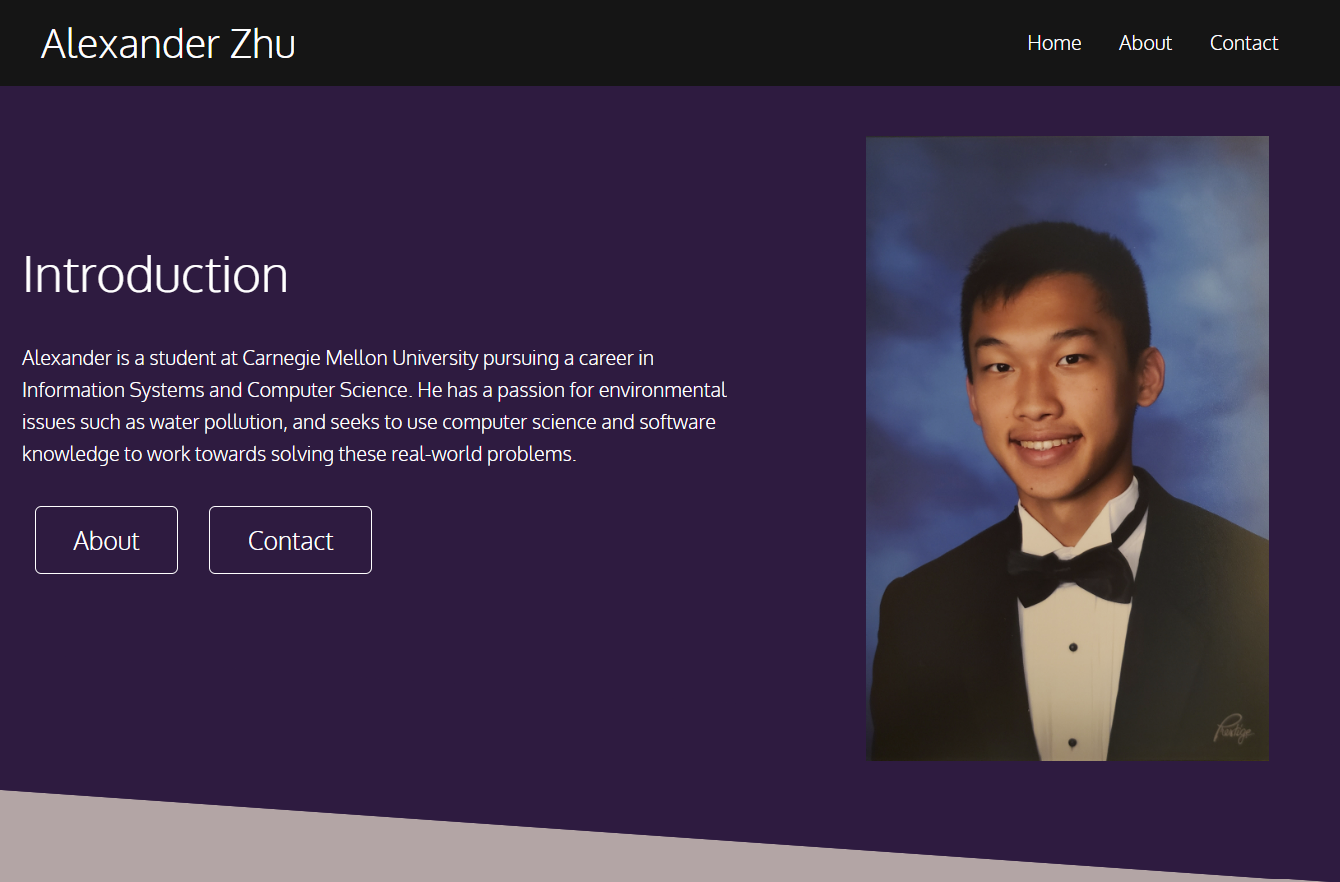 Alexander Zhu
Home
About
Contact
Introduction
Alexander is a student at Carnegie Mellon University pursuing a career in
Information Systems and Computer Science. He has a passion for environmental
issues such as water pollution, and seeks to use computer science and software
knowledge to work towards solving these real-world problems.
About
Contact
Prestige